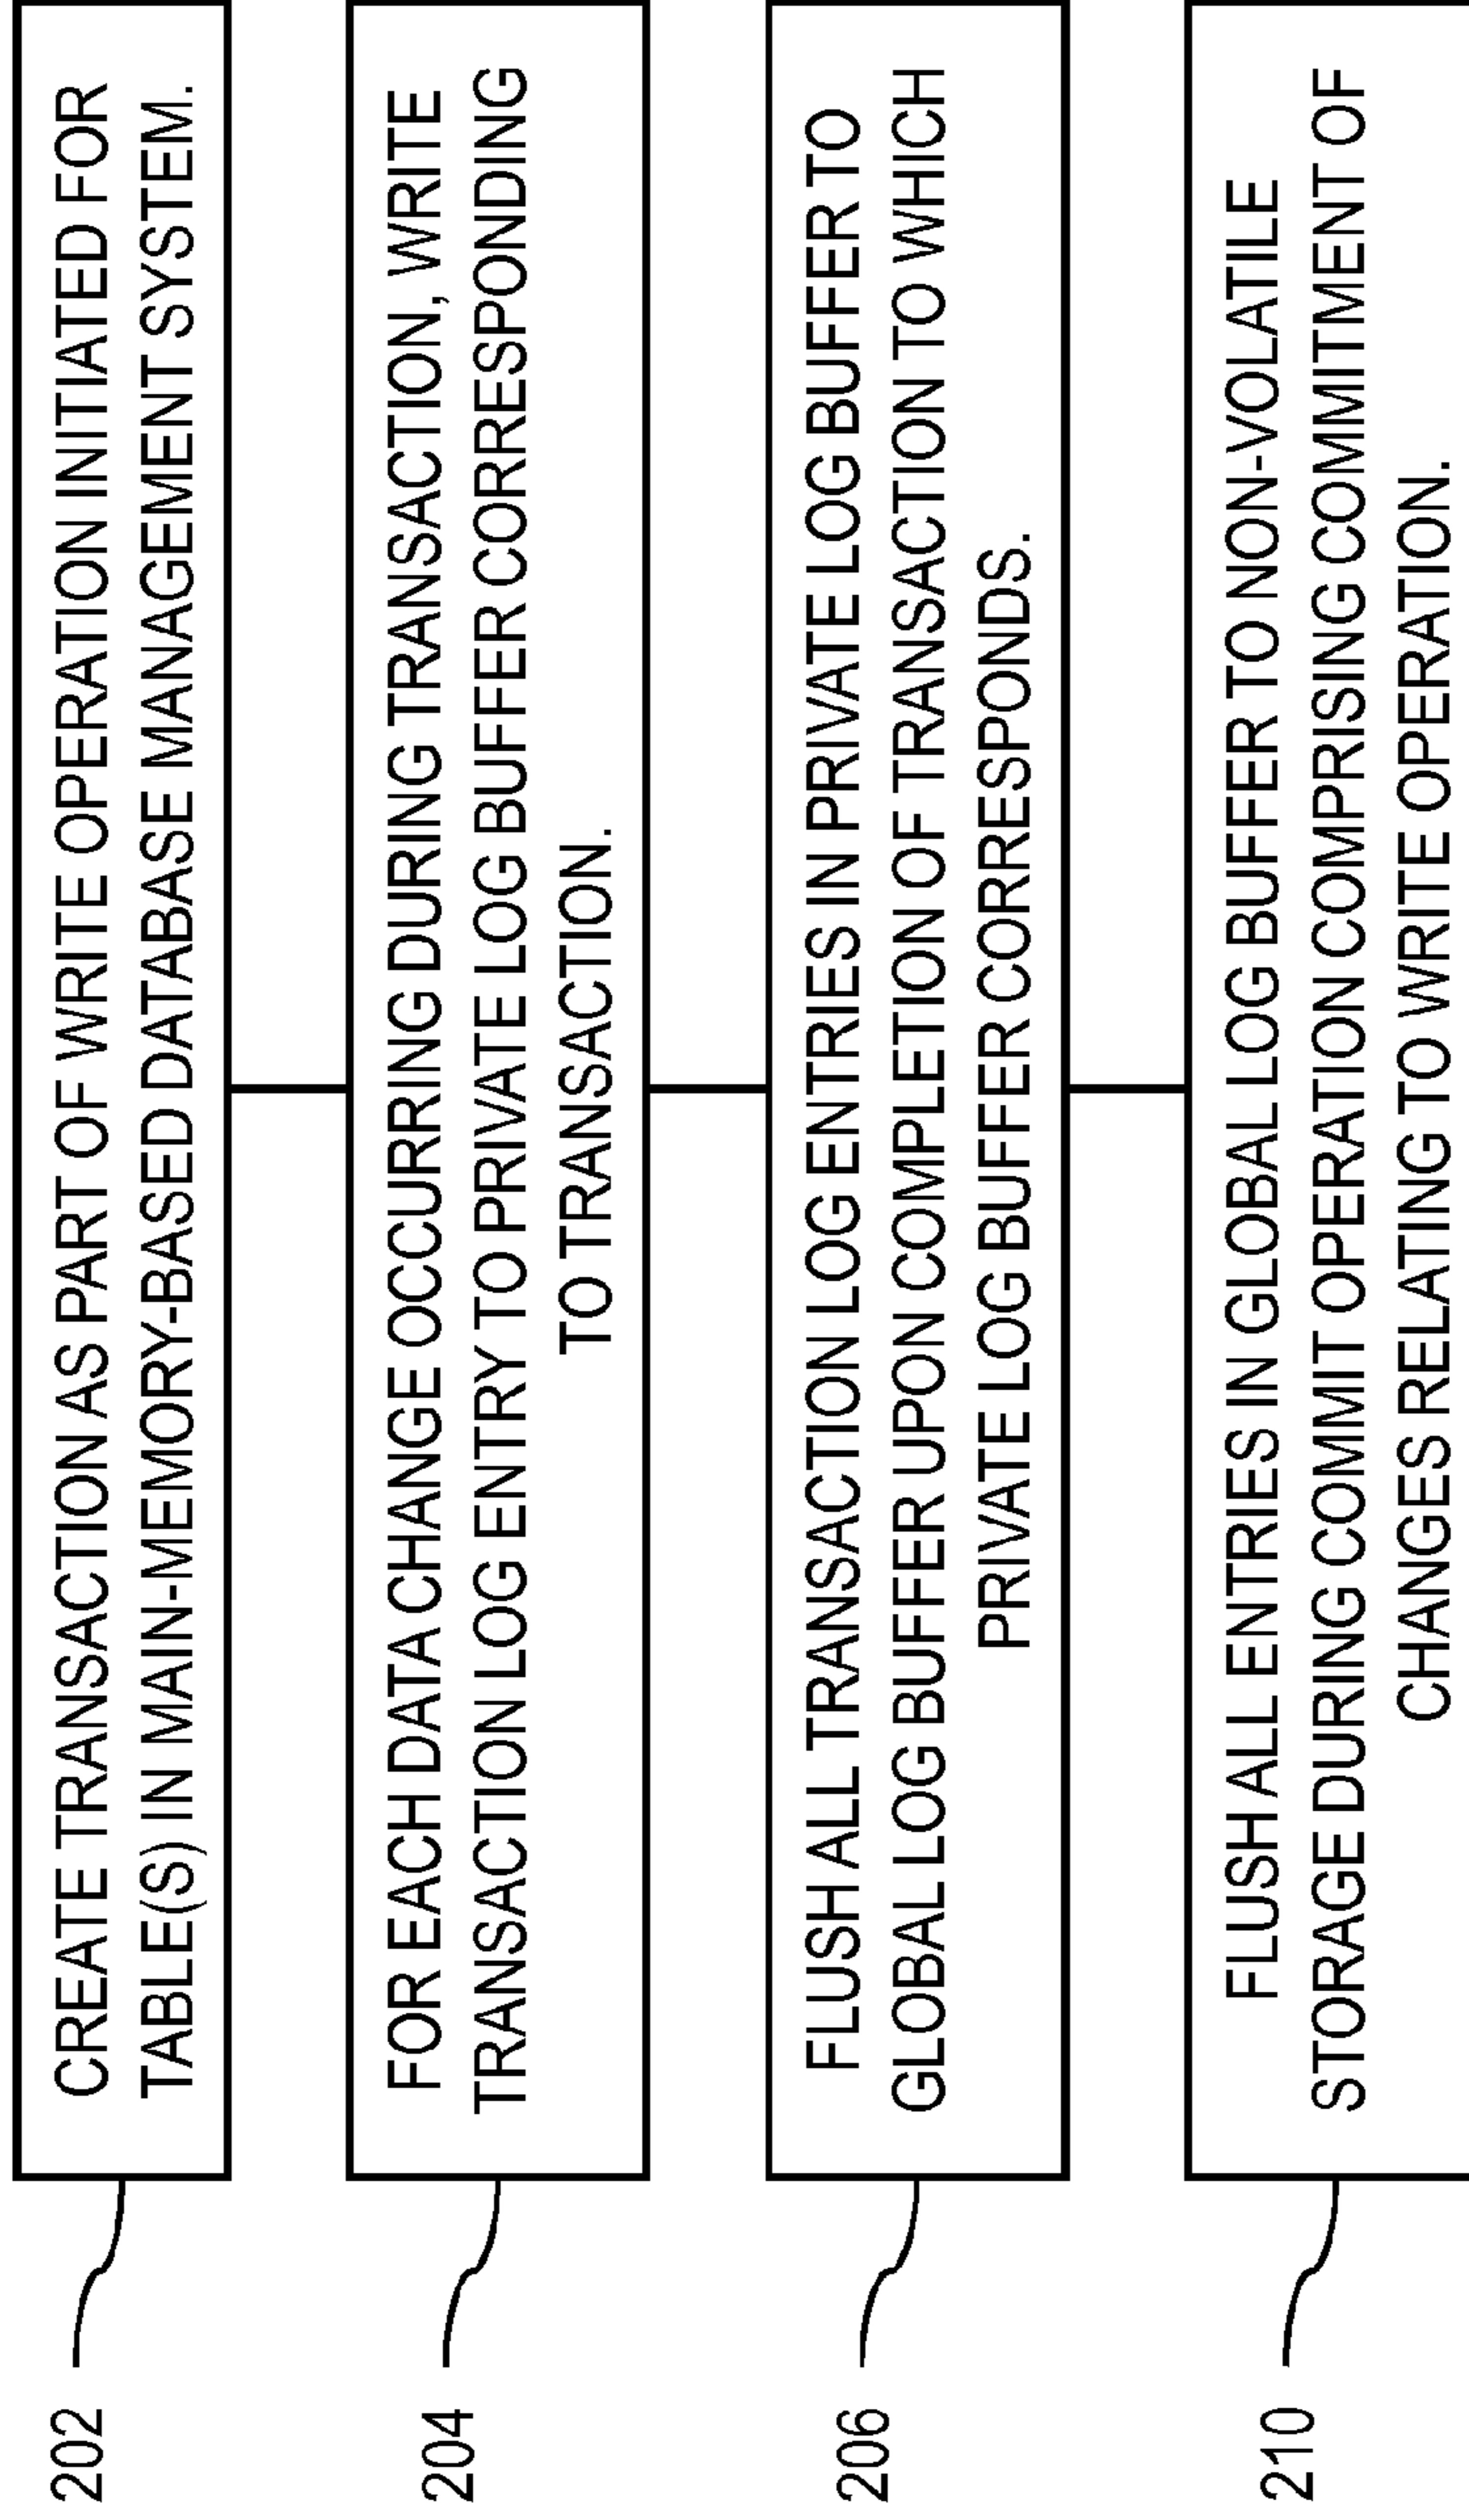 202
CREATE TRANSACTION AS PART OF WRITE OPERATION INITIATED FOR
TABLE(S) IN MAIN-MEMORY-BASED DATABASE MANAGEMENT SYSTEM.
204
FOR EACH DATA CHANGE OCCURRING DURING TRANSACTION, WRITE
TRANSACTION LOG ENTRY TO PRIVATE LOG BUFFER CORRESPONDING
TO TRANSACTION.
206
FLUSH ALL TRANSACTION LOG ENTRIES IN PRIVATE LOG BUFFER TO
GLOBAL LOG BUFFER UPON COMPLETION OF TRANSACTION TO WHICH
PRIVATE LOG BUFFER CORRESPONDS.
210
FLUSH ALL ENTRIES IN GLOBAL LOG BUFFER TO NON-VOLATILE
STORAGE DURING COMMIT OPERATION COMPRISING COMMITMENT OF
CHANGES RELATING TO WRITE OPERATION.